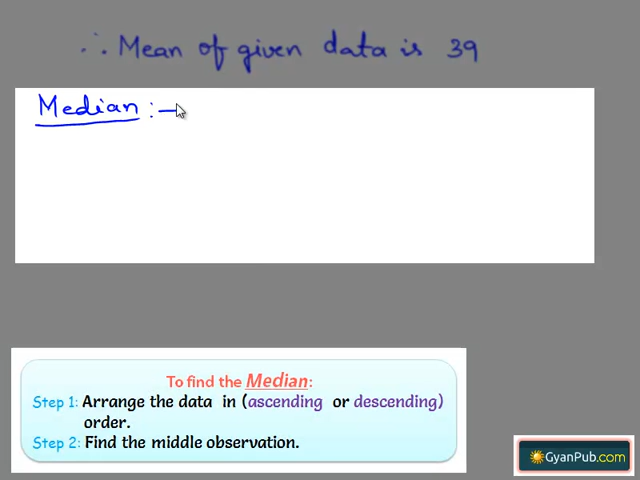 ∴ Mean of given data is 39
Median :-
To find the Median:
Step 1: Arrange the data in (ascending or descending)
order.
Step 2: Find the middle observation.
GyanPub.com